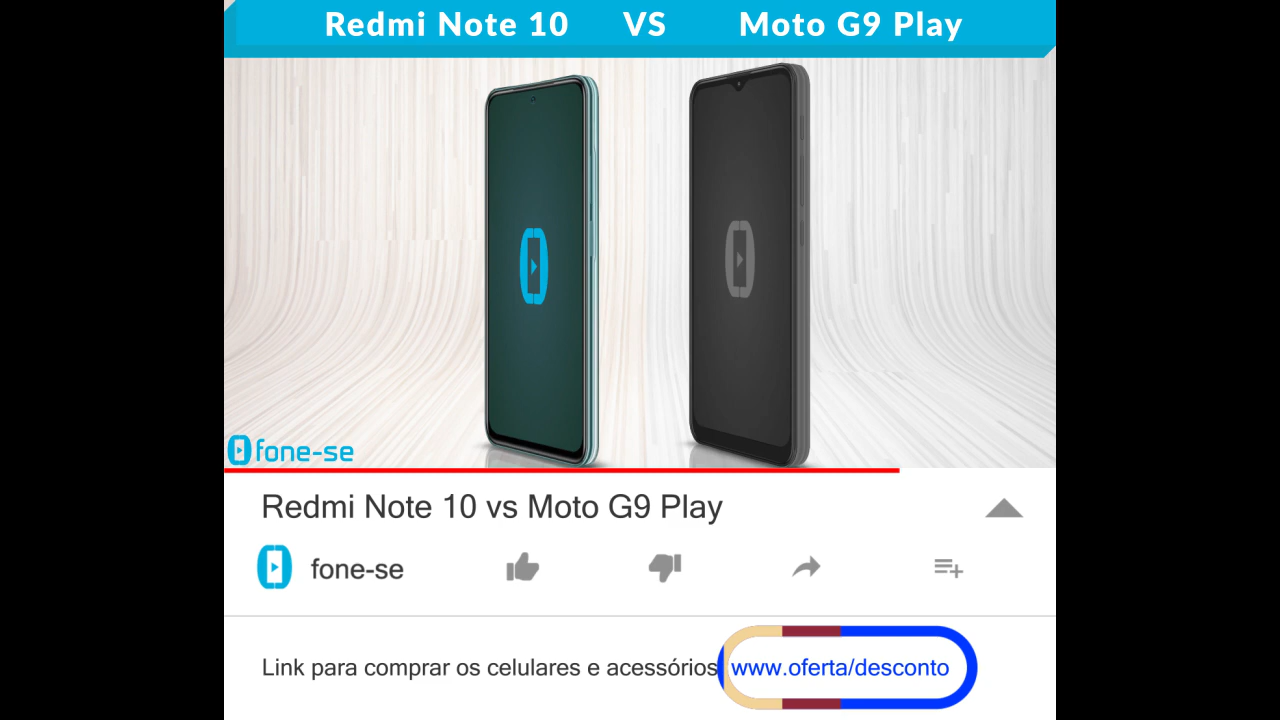 Redmi Note 10 VS Moto G9 Play
fone-se
Redmi Note 10 vs Moto G9 Play
fone-se
Link para comprar os celulares e acessórios www.oferta/desconto